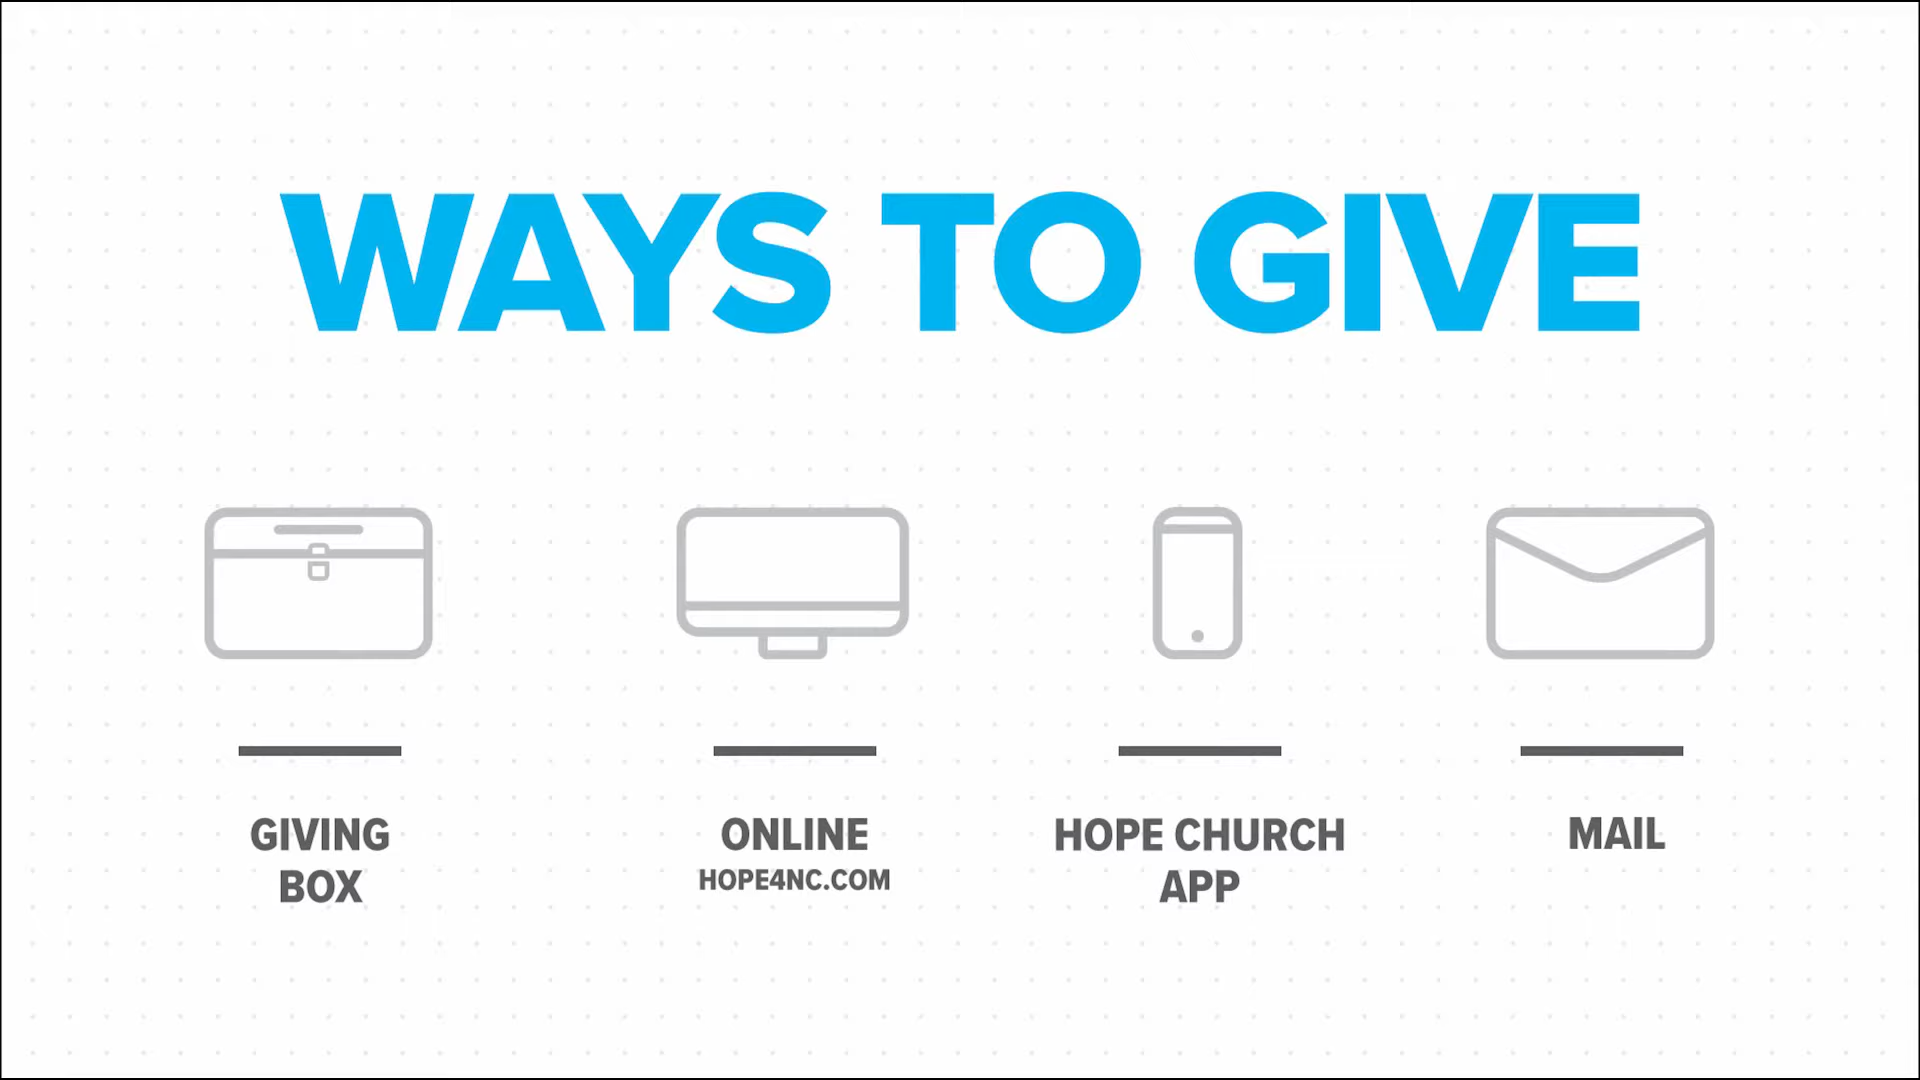 WAYS TO GIVE
GIVING
BOX
ONLINE
HOPE4NC.COM
HOPE CHURCH
APP
MAIL